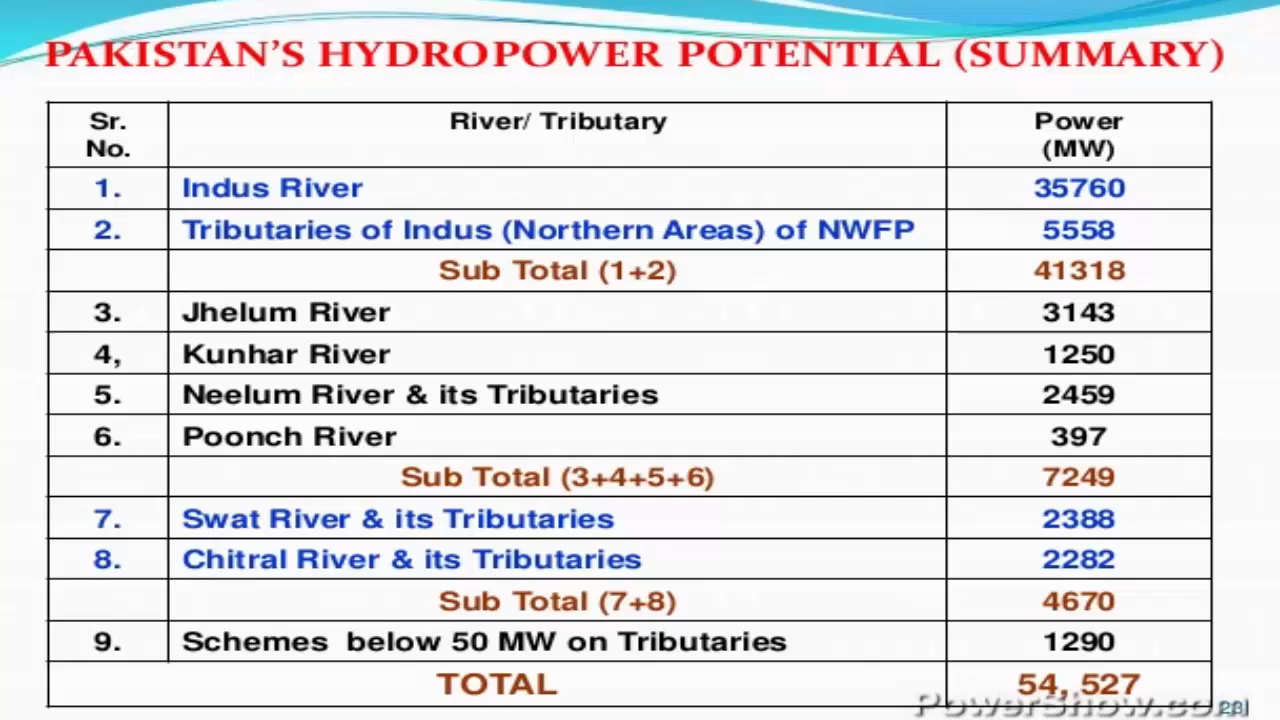 PAKISTAN'S HYDROPOWER POTENTIAL (SUMMARY)
Sr. No. River/ Tributary Power (MW)
1. Indus River 35760
2. Tributaries of Indus (Northern Areas) of NWFP 5558
Sub Total (1+2) 41318
3. Jhelum River 3143
4, Kunhar River 1250
5. Neelum River & its Tributaries 2459
6. Poonch River 397
Sub Total (3+4+5+6) 7249
7. Swat River & its Tributaries 2388
8. Chitral River & its Tributaries 2282
Sub Total (7+8) 4670
9. Schemes below 50 MW on Tributaries 1290
TOTAL 54, 527
PowerShow.com